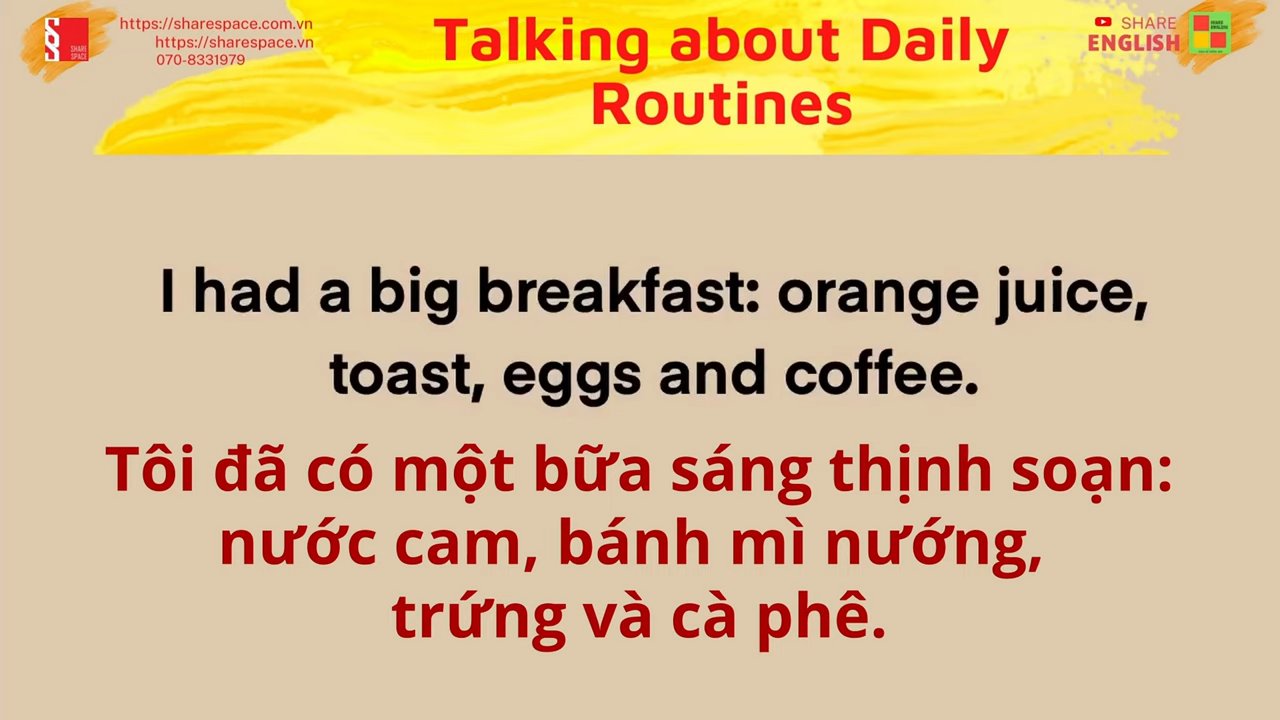 https://sharespace.com.vn
https://sharespace.vn
070-8331979
SHARE
SPACE
Talking about Daily
Routines
SHARE
ENGLISH
I had a big breakfast: orange juice,
toast, eggs and coffee.
Tôi đã có một bữa sáng thịnh soạn:
nước cam, bánh mì nướng,
trứng và cà phê.